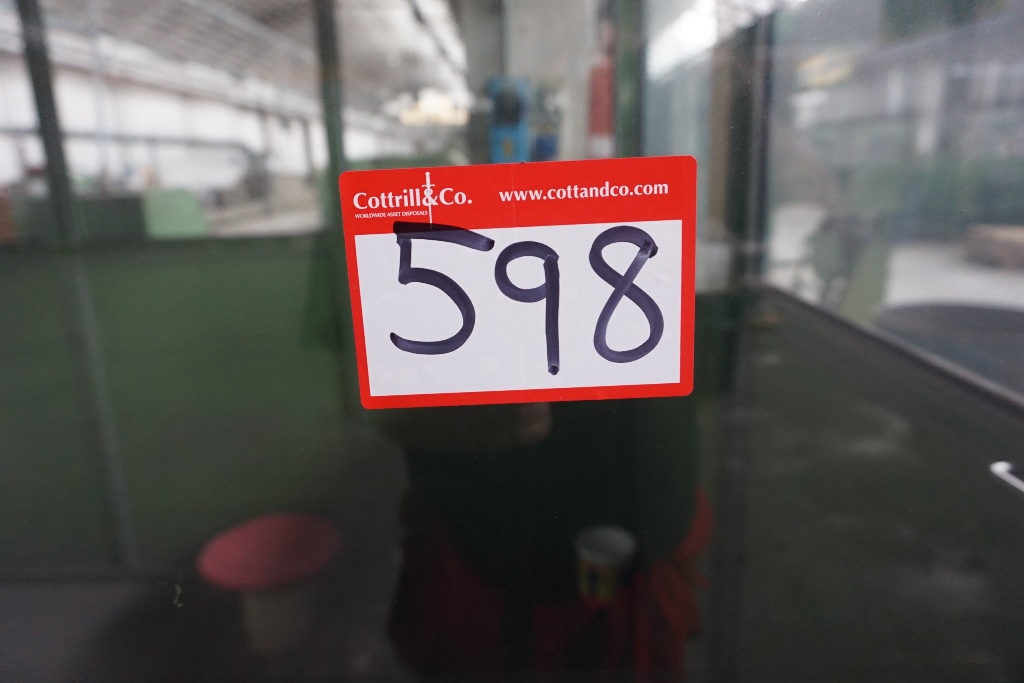 Cottrill&Co. www.cottandco.com
WORLDWIDE ASSET DISPOSALS
598